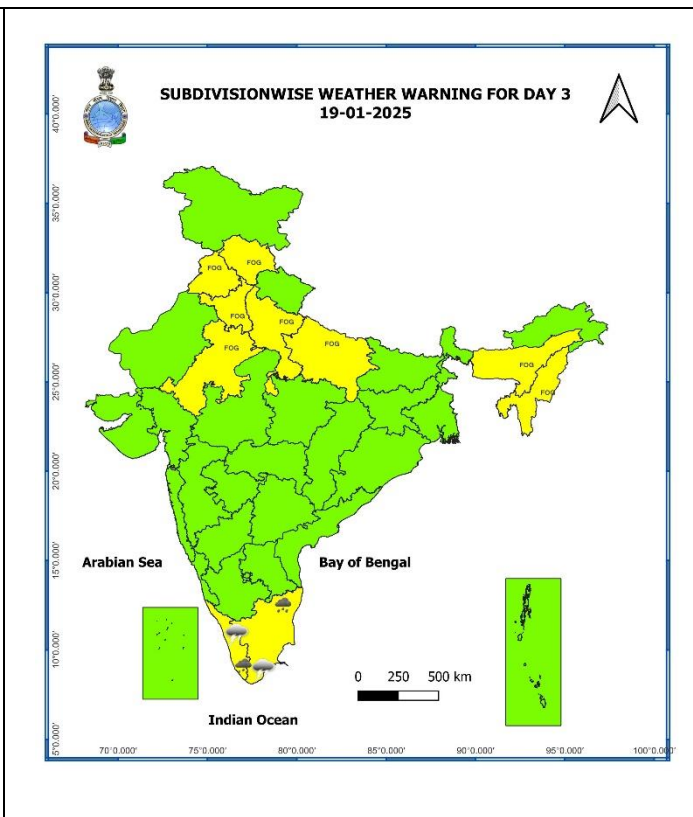 SUBDIVISIONWISE WEATHER WARNING FOR DAY 3
19-01-2025
40°0.000'
35°0.000'
30°0.000'
25°0.000'
20°0.000'
15°0.000'
10°0.000'
5°0.000'
FOG
FOG
FOG
FOG
FOG
FOG
FOG
FOG
Arabian Sea
Bay of Bengal
0 250 500 km
Indian Ocean
70°0.000' 75°0.000' 80°0.000' 85°0.000' 90°0.000' 95°0.000' 100°0.000'